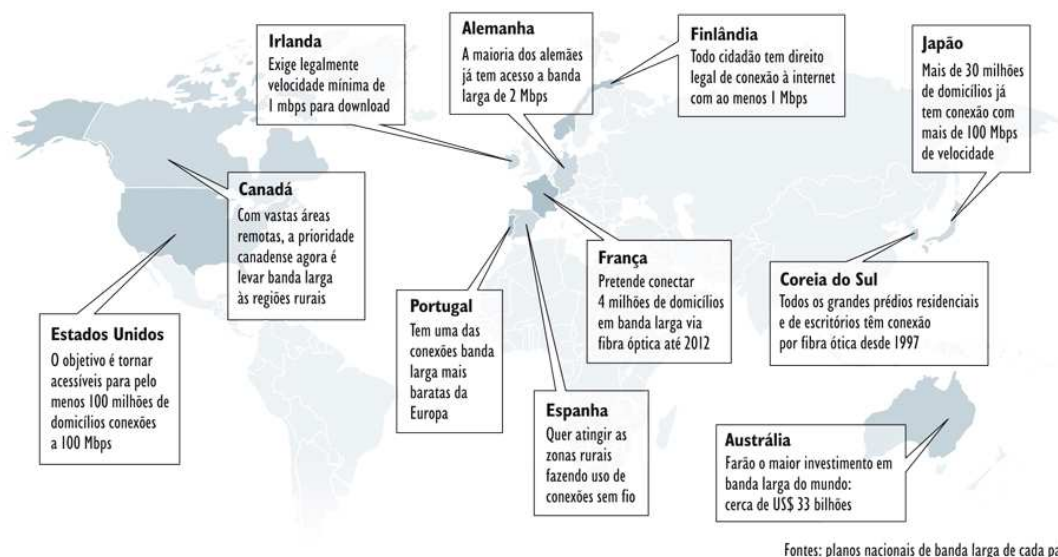 Irlanda
Exige legalmente
velocidade mínima de
1 mbps para download
Alemanha
A maioria dos alemães
já tem acesso a banda
larga de 2 Mbps
Finlândia
Todo cidadão tem direito
legal de conexão à internet
com ao menos 1 Mbps
Japão
Mais de 30 milhões
de domicílios já
tem conexão com
mais de 100 Mbps
de velocidade
Canadá
Com vastas áreas
remotas, a prioridade
canadense agora é
levar banda larga
às regiões rurais
Estados Unidos
O objetivo é tornar
acessíveis para pelo
menos 100 milhões de
domicílios conexões
a 100 Mbps
Portugal
Tem uma das
conexões banda
larga mais
baratas da
Europa
França
Pretende conectar
4 milhões de domicílios
em banda larga via
fibra óptica até 2012
Coreia do Sul
Todos os grandes prédios residenciais
e de escritórios têm conexão
por fibra ótica desde 1997
Espanha
Quer atingir as
zonas rurais
fazendo uso de
conexões sem fio
Austrália
Farão o maior investimento em
banda larga do mundo:
cerca de US$ 33 bilhões
Fontes: planos nacionais de banda larga de cada pa